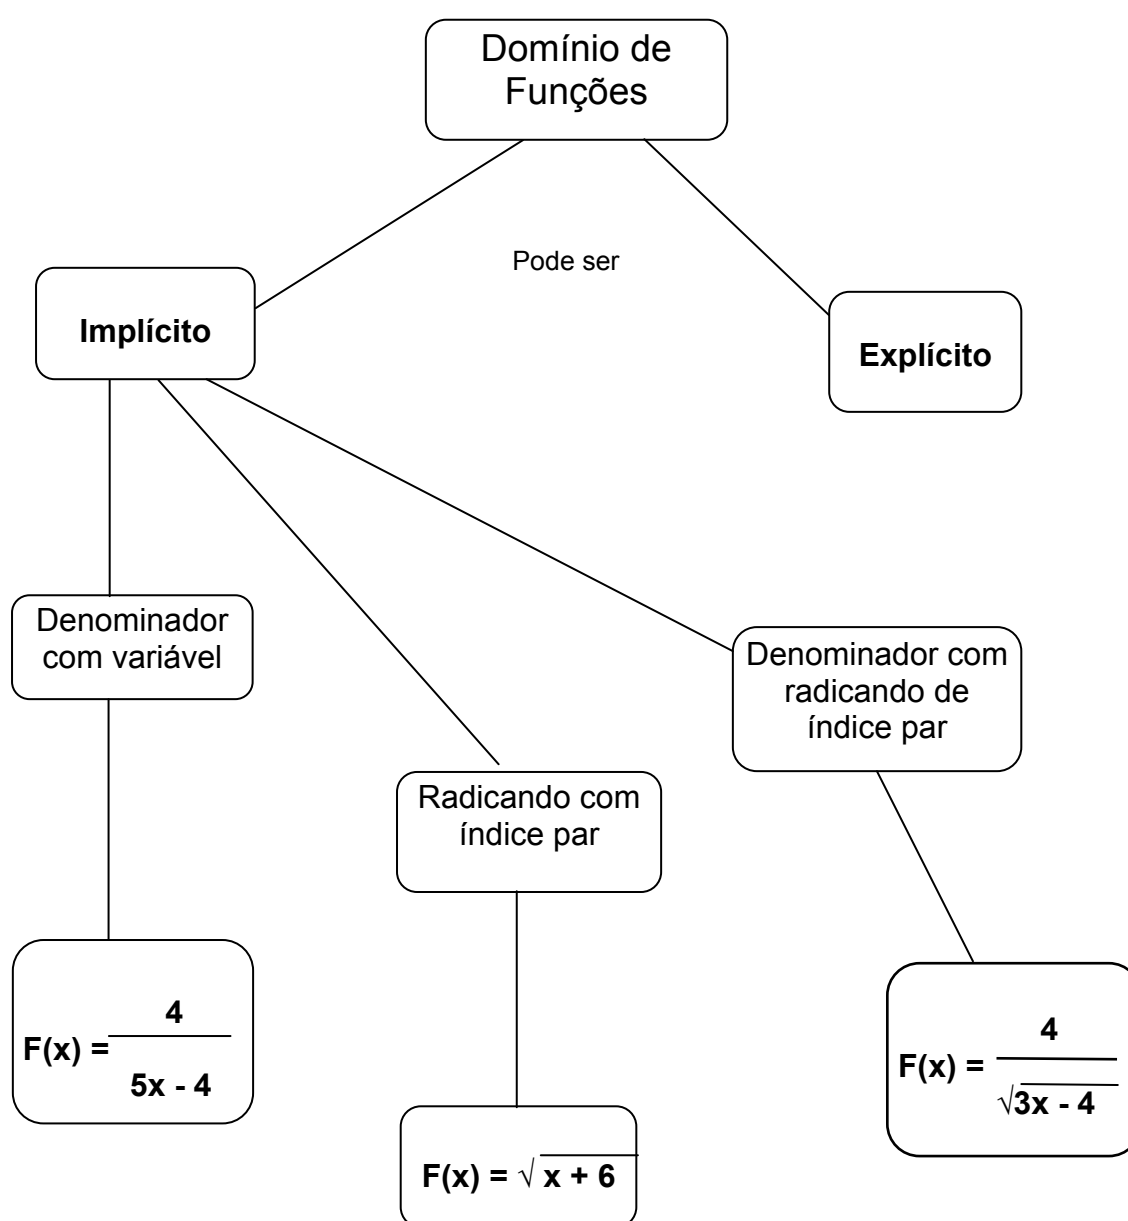 Domínio de
Funções
Pode ser
Implícito
Explícito
Denominador
com variável
Denominador com
radicando de
índice par
Radicando com
índice par
4
F(x) =
5x - 4
4
F(x) =
√3x - 4
F(x) = √ x + 6